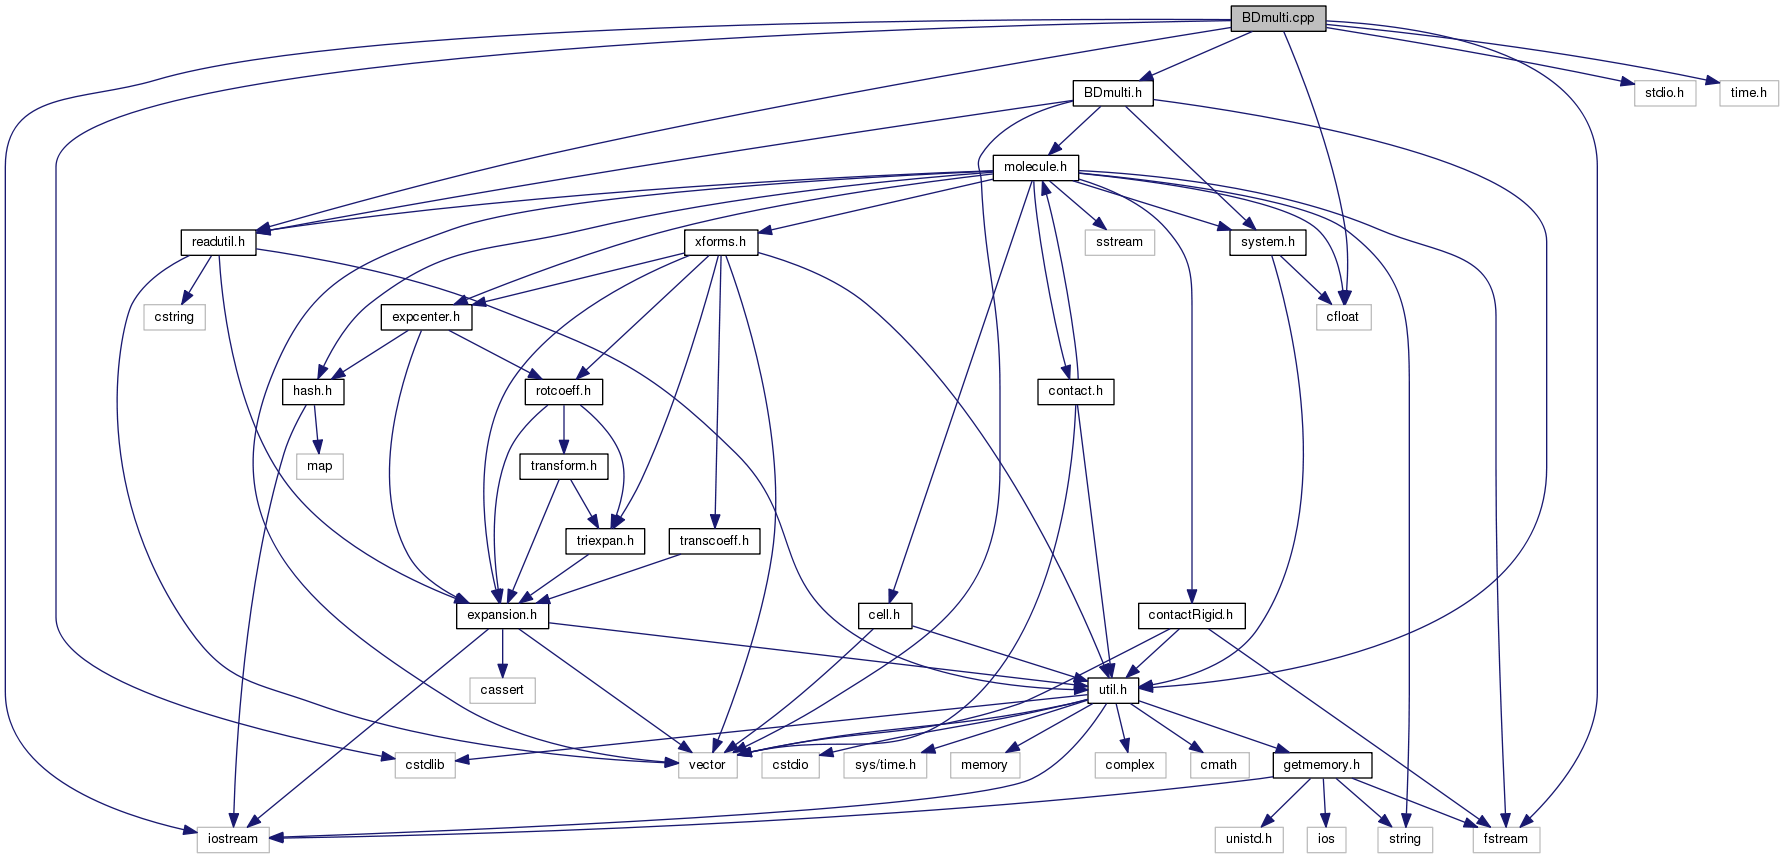 BDmulti.cpp
BDmulti.h
stdio.h
time.h
molecule.h
readutil.h
xforms.h
sstream
system.h
cstring
expcenter.h
cfloat
hash.h
rotcoeff.h
contact.h
map
transform.h
triexpan.h
transcoeff.h
expansion.h
cell.h
contactRigid.h
cassert
util.h
cstdlib
vector
cstdio
sys/time.h
memory
complex
cmath
getmemory.h
iostream
unistd.h
ios
string
fstream